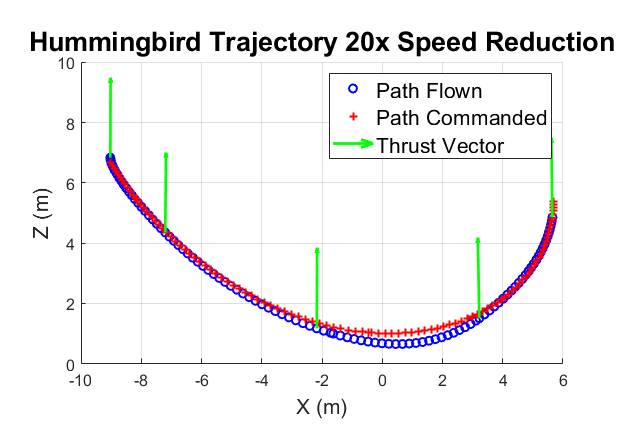 Hummingbird Trajectory 20x Speed Reduction
10
8
6
4
2
0
Z (m)
Path Flown
Path Commanded
Thrust Vector
-10 -8 -6 -4 -2 0 2 4 6
X (m)